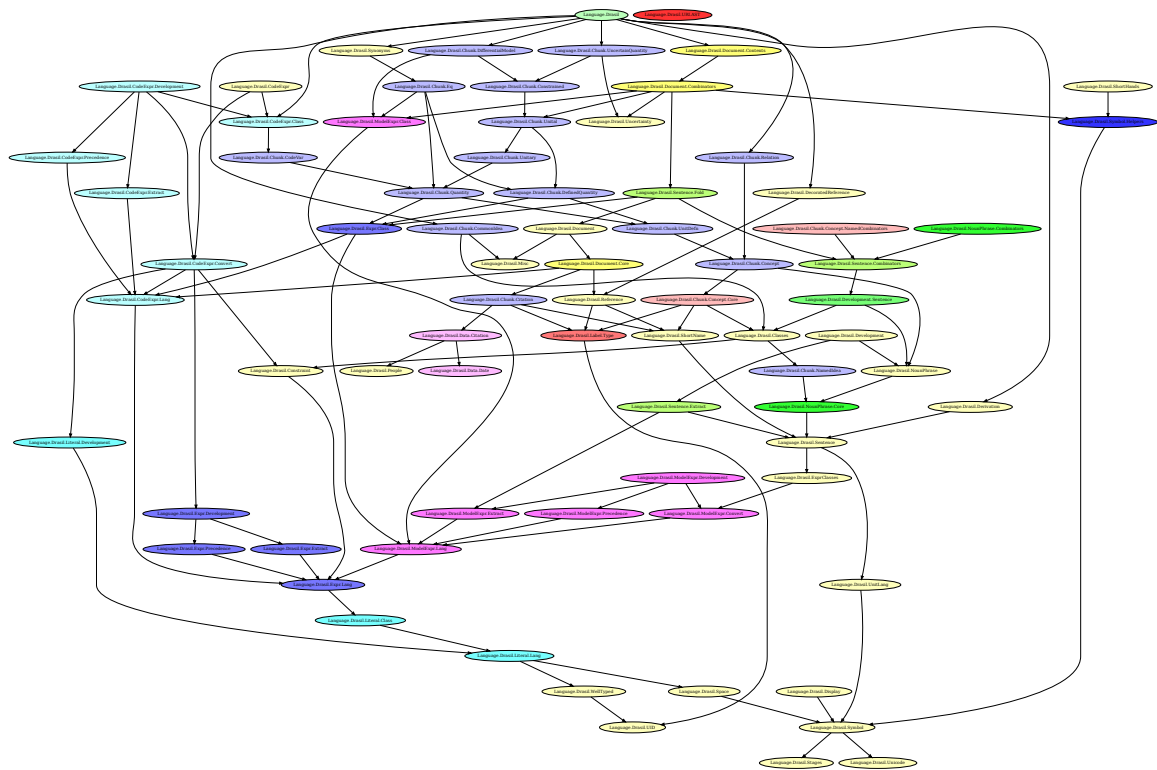 Language.Drasil
Language.Drasil.Synonyms
Language.Drasil.Chunk.DifferentialModel
Language.Drasil.Chunk.UncertainQuantity
Language.Drasil.Document.Contents
Language.Drasil.CodeExpr.Development
Language.Drasil.CodeExpr
Language.Drasil.Chunk.Eq
Language.Drasil.Chunk.Constrained
Language.Drasil.Document.Combinators
Language.Drasil.ShortHands
Language.Drasil.CodeExpr.Class
Language.Drasil.ModelExpr.Class
Language.Drasil.Chunk.Unital
Language.Drasil.Uncertainty
Language.Drasil.CodeExpr.Precedence
Language.Drasil.Chunk.CodeVar
Language.Drasil.Chunk.Unitary
Language.Drasil.Chunk.Relation
Language.Drasil.CodeExpr.Extract
Language.Drasil.Chunk.Quantity
Language.Drasil.Chunk.DefinedQuantity
Language.Drasil.Sentence.Fold
Language.Drasil.DecoratedReference
Language.Drasil.Expr.Class
Language.Drasil.Chunk.CommonIdea
Language.Drasil.Document
Language.Drasil.Chunk.UnitDefn
Language.Drasil.Chunk.Concept.NamedCombinators
Language.Drasil.NounPhrase.Combinators
Language.Drasil.CodeExpr.Convert
Language.Drasil.Misc
Language.Drasil.Document.Core
Language.Drasil.Chunk.Concept
Language.Drasil.Sentence.Combinators
Language.Drasil.CodeExpr.Lang
Language.Drasil.Chunk.Citation
Language.Drasil.Reference
Language.Drasil.Chunk.Concept.Core
Language.Drasil.Development.Sentence
Language.Drasil.Data.Citation
Language.Drasil.Label.Type
Language.Drasil.ShortName
Language.Drasil.Classes
Language.Drasil.Development
Language.Drasil.Constraint
Language.Drasil.People
Language.Drasil.Data.Date
Language.Drasil.Chunk.NamedIdea
Language.Drasil.NounPhrase
Language.Drasil.Sentence.Extract
Language.Drasil.NounPhrase.Core
Language.Drasil.Derivation
Language.Drasil.Literal.Development
Language.Drasil.Sentence
Language.Drasil.ModelExpr.Development
Language.Drasil.ExprClasses
Language.Drasil.Expr.Development
Language.Drasil.ModelExpr.Extract
Language.Drasil.ModelExpr.Precedence
Language.Drasil.ModelExpr.Convert
Language.Drasil.Expr.Precedence
Language.Drasil.Expr.Extract
Language.Drasil.ModelExpr.Lang
Language.Drasil.Expr.Lang
Language.Drasil.UnitLang
Language.Drasil.Literal.Class
Language.Drasil.Literal.Lang
Language.Drasil.WellTyped
Language.Drasil.Space
Language.Drasil.Display
Language.Drasil.UID
Language.Drasil.Symbol
Language.Drasil.Stages
Language.Drasil.Unicode